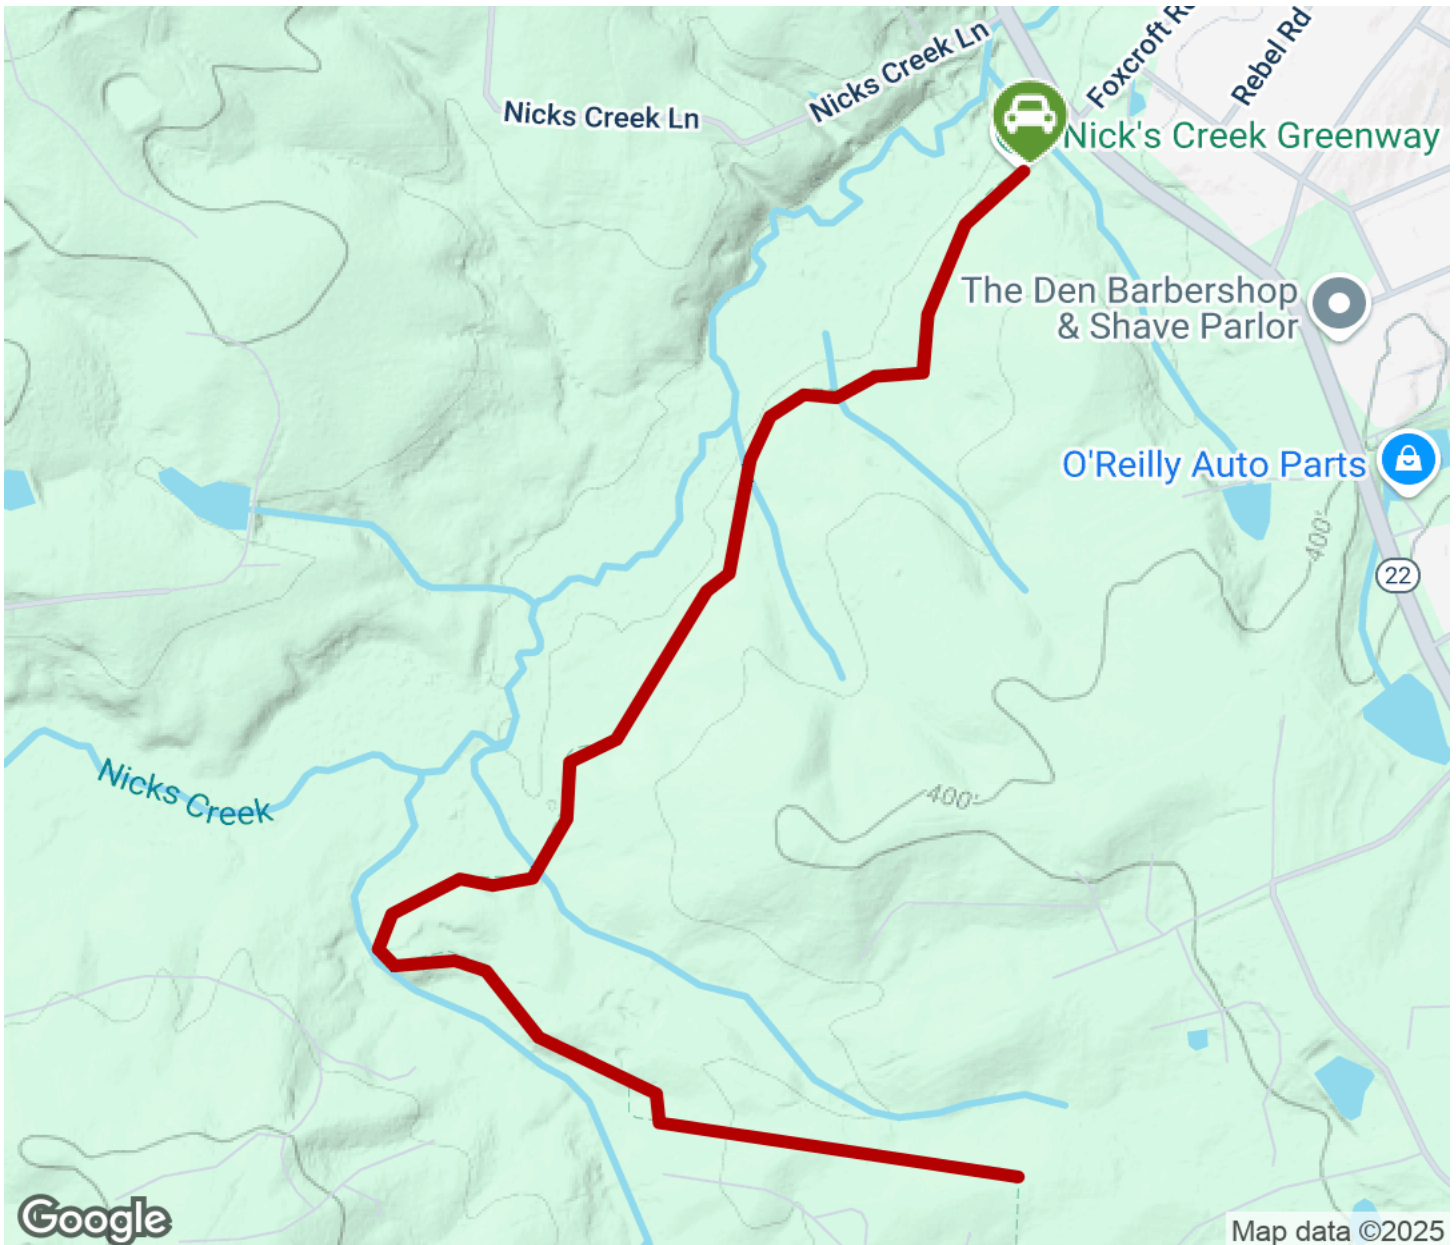 Nicks Creek Ln
Nicks Creek Ln
Foxcroft
Rebel Rd
Nick's Creek Greenway
The Den Barbershop
& Shave Parlor
O'Reilly Auto Parts
400'
22
400'
Nicks Creek
Google
Map data ©2025